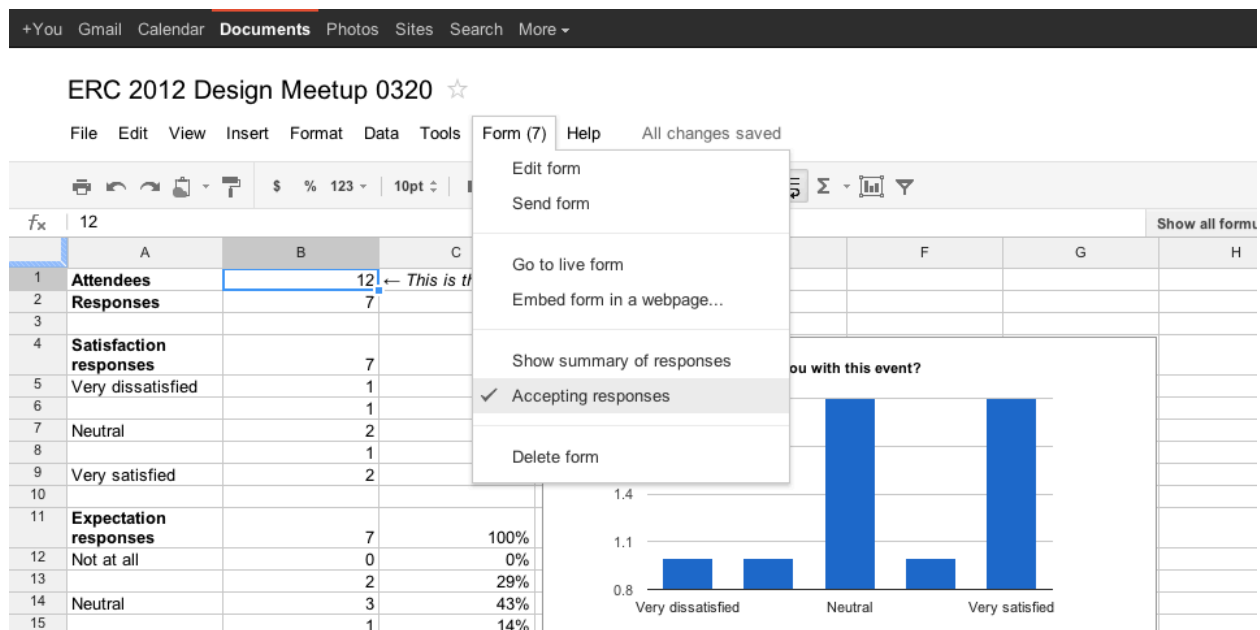 +You Gmail Calendar Documents Photos Sites Search More
ERC 2012 Design Meetup 0320
File Edit View Insert Format Data Tools Form (7) Help All changes saved
$ % 123 10pt Σ
Edit form
Send form
Go to live form
Embed form in a webpage...
Show summary of responses
Accepting responses
Delete form
fx 12 Show all formu
A B C F G H
1 Attendees 12 ← This is th
2 Responses 7
3
4 Satisfaction
responses 7
5 Very dissatisfied 1
6 1
7 Neutral 2
8 1
9 Very satisfied 2
10
11 Expectation
responses 7 100%
12 Not at all 0 0%
13 2 29%
14 Neutral 3 43%
15 1 14%
ou with this event?
1.4
1.1
0.8
Very dissatisfied Neutral Very satisfied